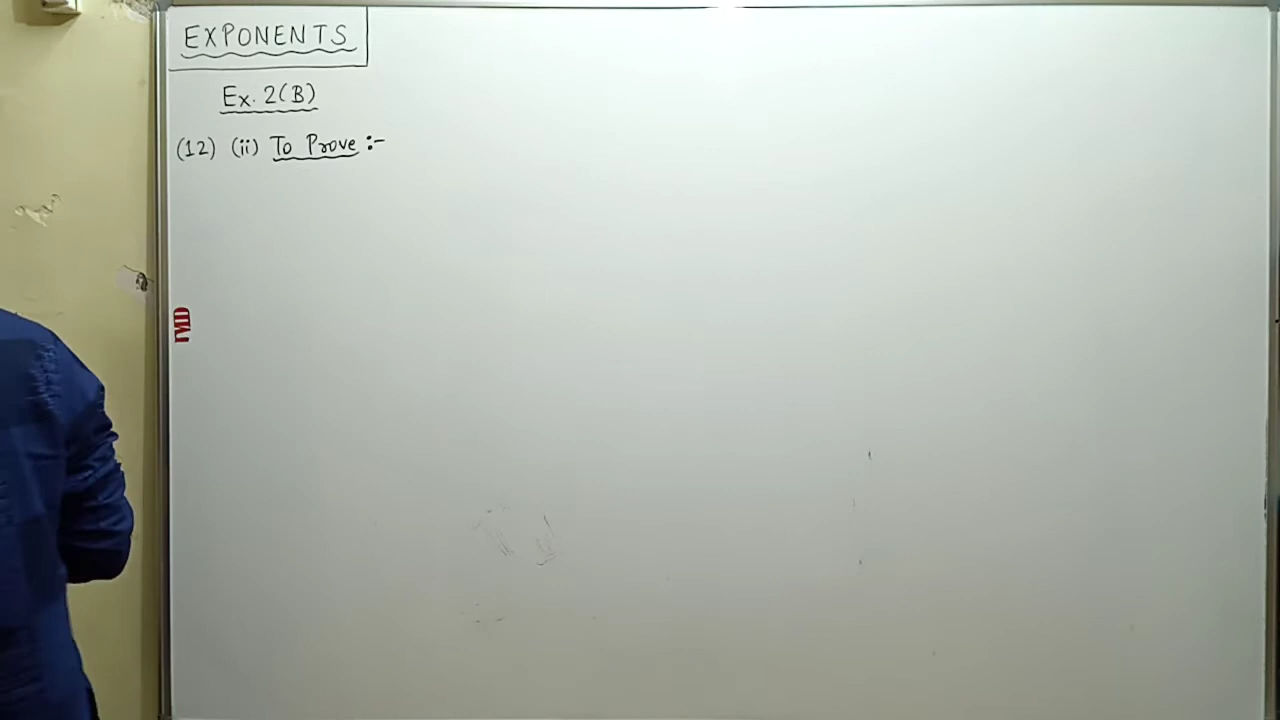 EXPONENTS
Ex. 2(B)
(12) (ii) To Prove :-